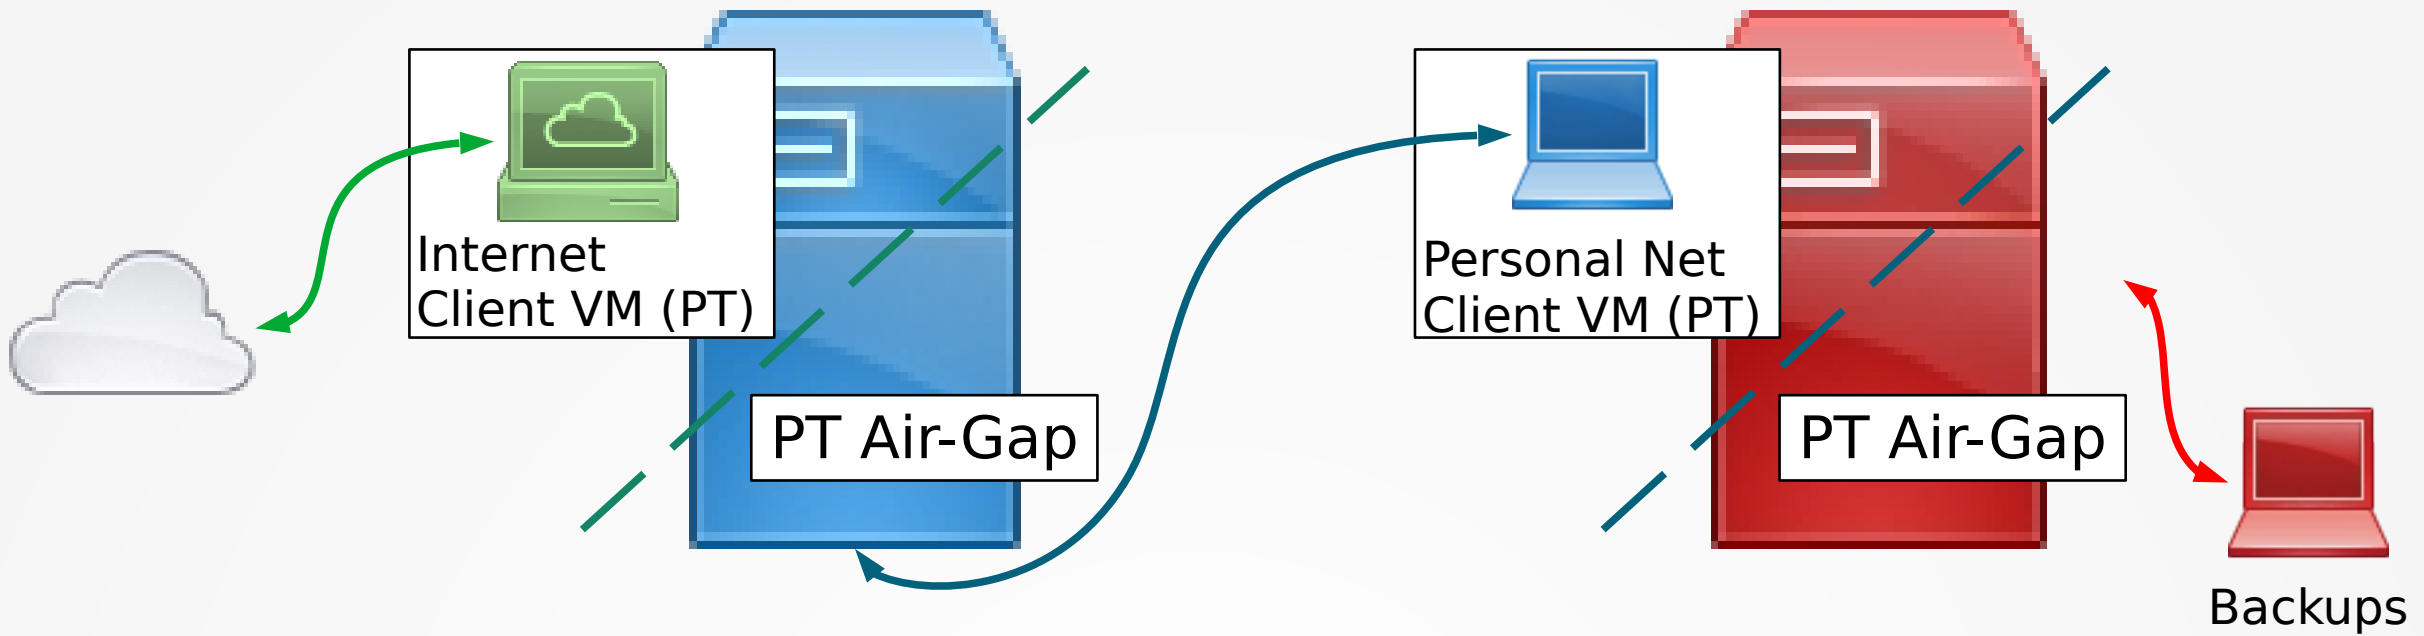 Internet
Client VM (PT)
PT Air-Gap
Personal Net
Client VM (PT)
PT Air-Gap
Backups